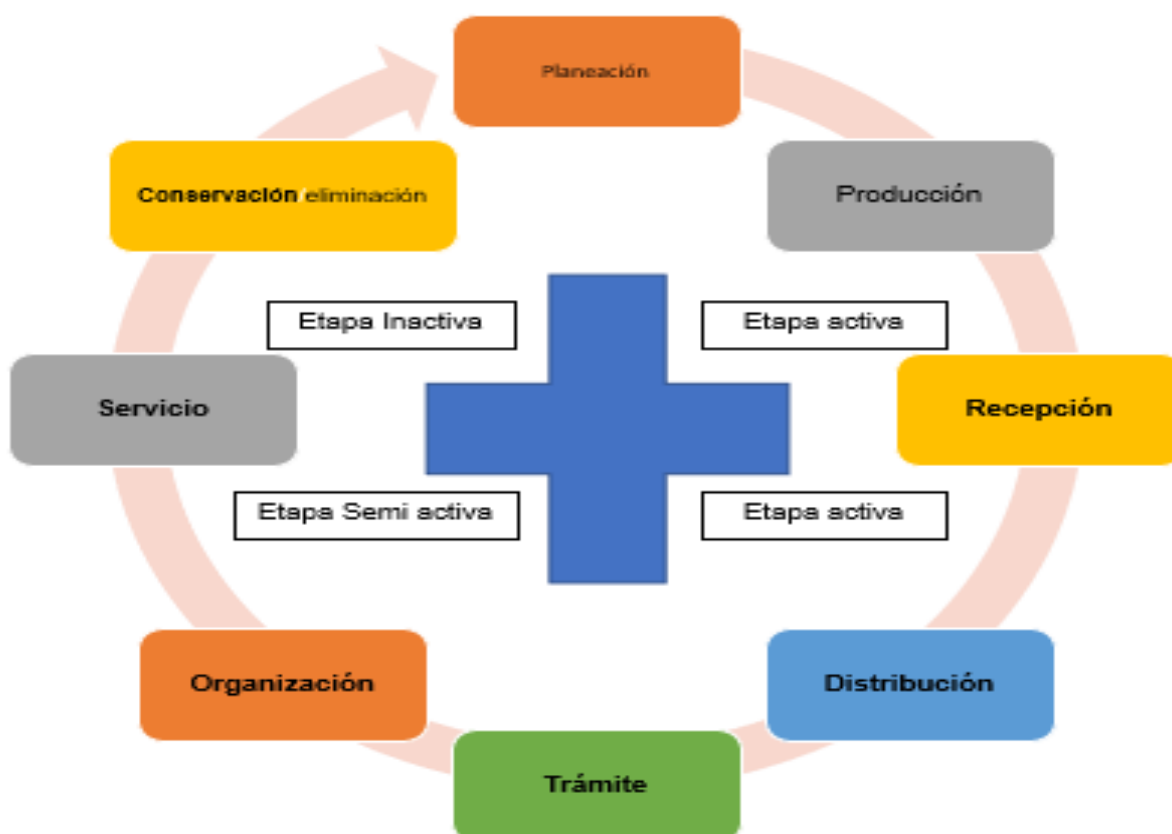 Planeación
Conservación/eliminación
Producción
Etapa Inactiva
Etapa activa
Servicio
Recepción
Etapa Semi activa
Etapa activa
Organización
Distribución
Trámite